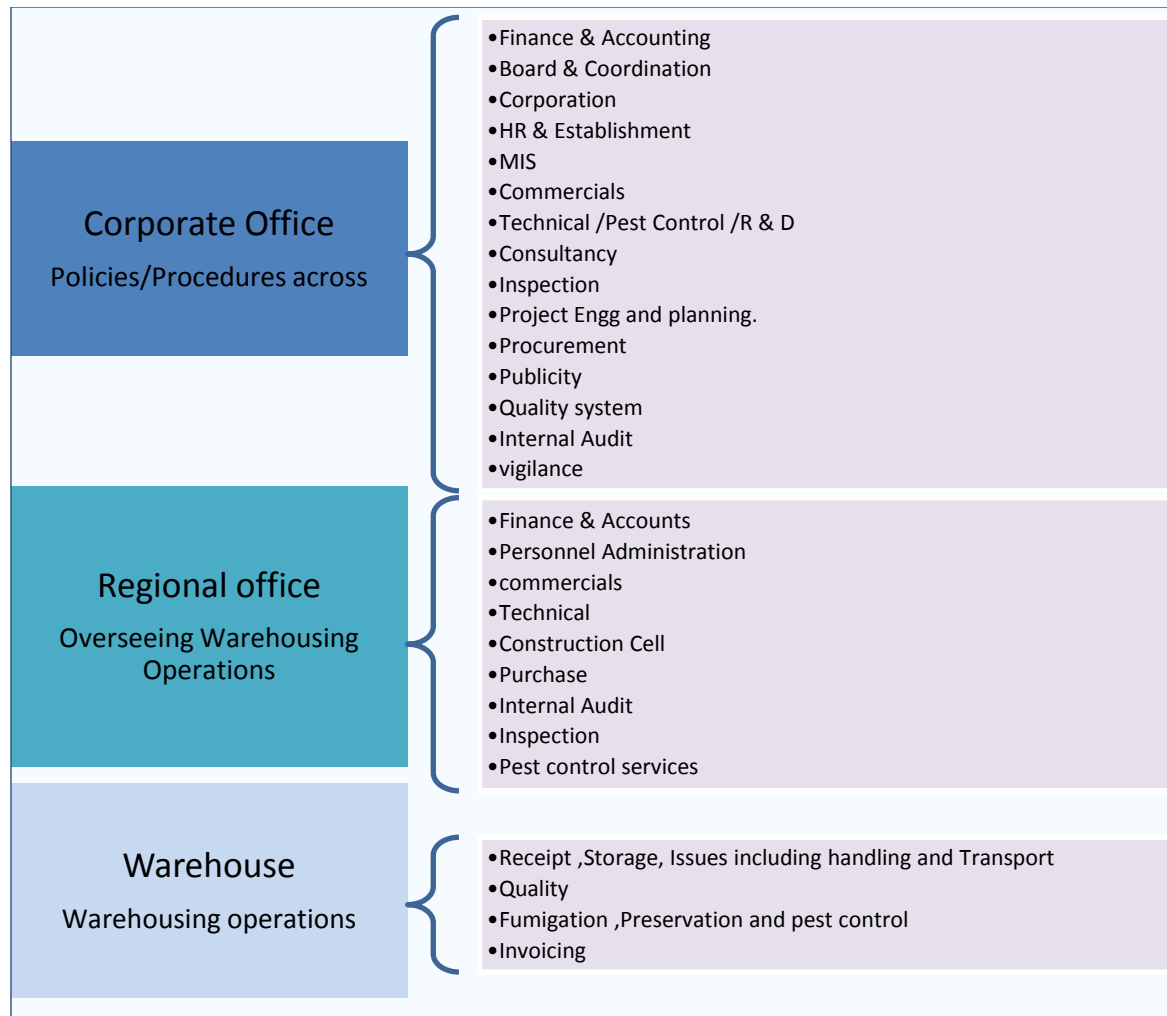 Corporate Office
Policies/Procedures across
•Finance & Accounting
•Board & Coordination
•Corporation
•HR & Establishment
•MIS
•Commercials
•Technical /Pest Control /R & D
•Consultancy
•Inspection
•Project Engg and planning.
•Procurement
•Publicity
•Quality system
•Internal Audit
•vigilance
Regional office
Overseeing Warehousing
Operations
•Finance & Accounts
•Personnel Administration
•commercials
•Technical
•Construction Cell
•Purchase
•Internal Audit
•Inspection
•Pest control services
Warehouse
Warehousing operations
•Receipt ,Storage, Issues including handling and Transport
•Quality
•Fumigation ,Preservation and pest control
•Invoicing